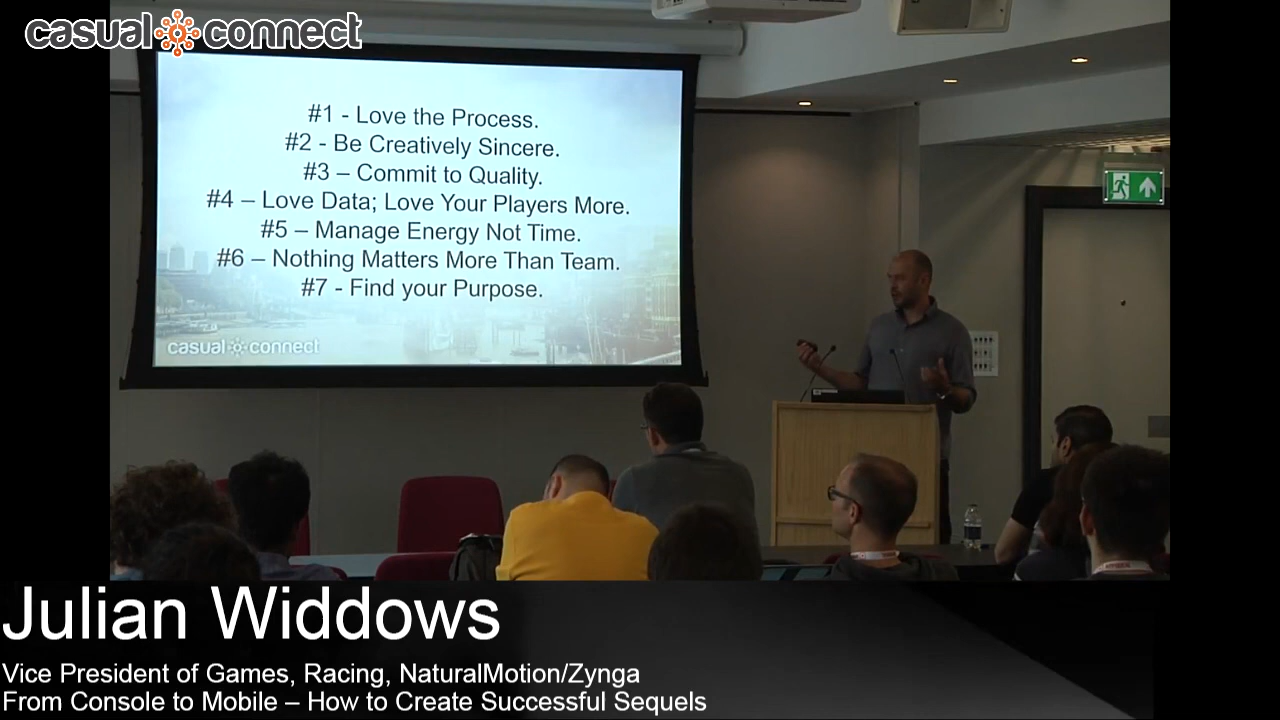 casual connect
#1 - Love the Process.
#2 - Be Creatively Sincere.
#3 – Commit to Quality.
#4 – Love Data; Love Your Players More.
#5 – Manage Energy Not Time.
#6 – Nothing Matters More Than Team.
#7 - Find your Purpose.
casual connect
Julian Widdows
Vice President of Games, Racing, NaturalMotion/Zynga
From Console to Mobile – How to Create Successful Sequels